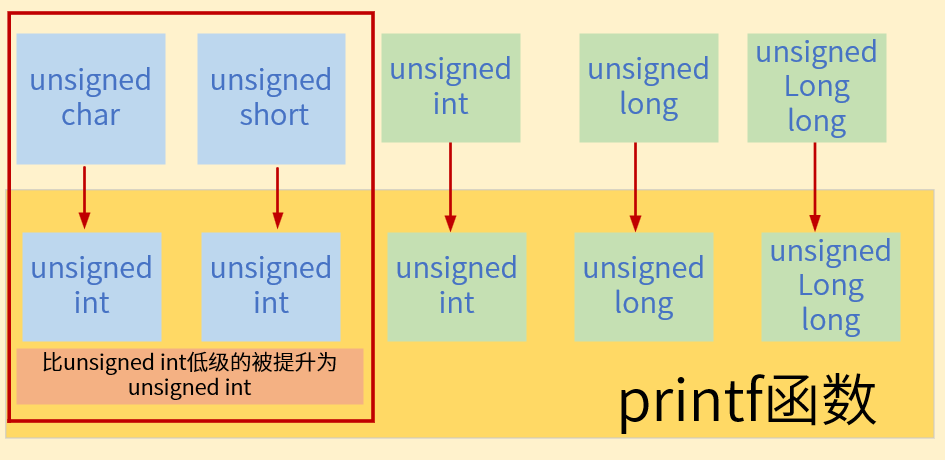 unsigned
char
unsigned
short
unsigned
int
unsigned
long
unsigned
Long
long
unsigned
int
unsigned
int
unsigned
int
unsigned
long
unsigned
Long
long
比unsigned int低级的被提升为
unsigned int
printf函数